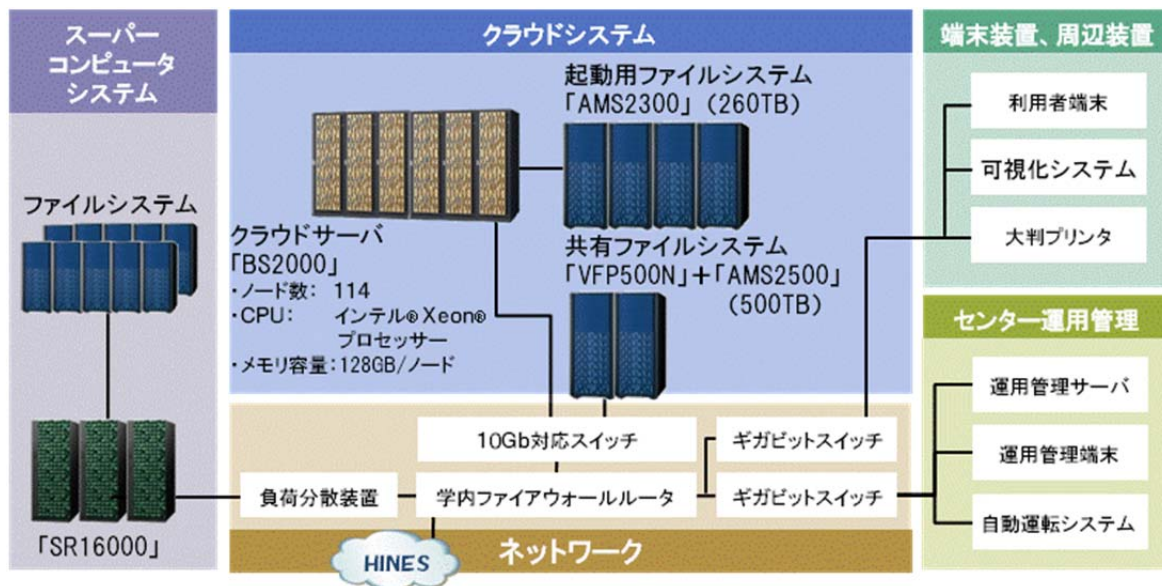 スーパー
コンピュータ
システム
ファイルシステム
「SR16000」
クラウドシステム
起動用ファイルシステム
「AMS2300」（260TB）
クラウドサーバ
「BS2000」
・ノード数： 114
・CPU： インテル®Xeon®
プロセッサー
・メモリ容量：128GB/ノード
共有ファイルシステム
「VFP500N」＋「AMS2500」
（500TB）
10Gb対応スイッチ
ギガビットスイッチ
負荷分散装置
学内ファイアウォールルータ
ギガビットスイッチ
HINES
ネットワーク
端末装置、周辺装置
利用者端末
可視化システム
大判プリンタ
センター運用管理
運用管理サーバ
運用管理端末
自動運転システム